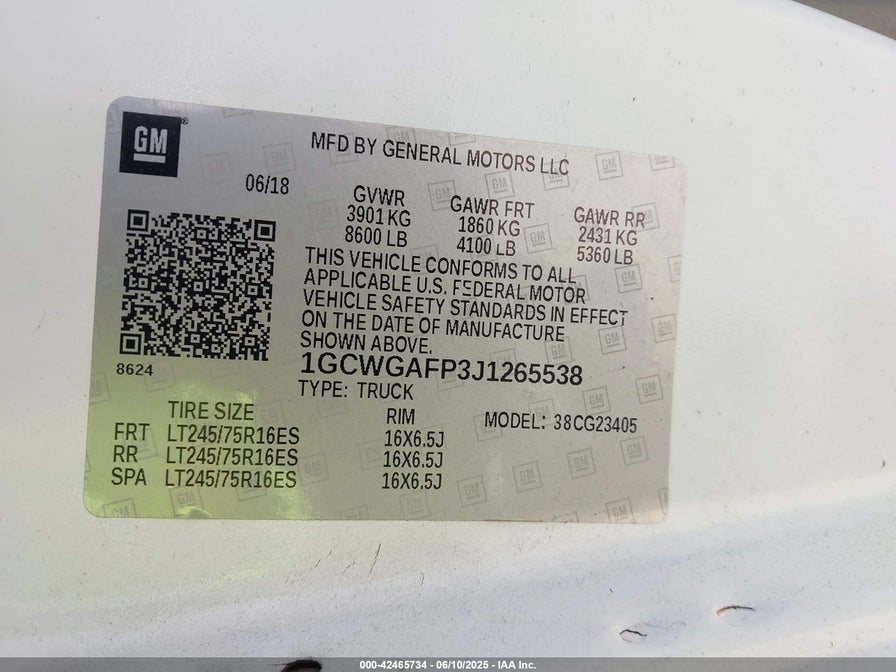 GM
MFD BY GENERAL MOTORS LLC
06/18
GVWR
3901 KG
8600 LB
GAWR FRT
1860 KG
4100 LB
GAWR RR
2431 KG
5360 LB
THIS VEHICLE CONFORMS TO ALL
APPLICABLE U.S. FEDERAL MOTOR
VEHICLE SAFETY STANDARDS IN EFFECT
ON THE DATE OF MANUFACTURE
SHOWN ABOVE.
8624
1GCWGAFP3J1265538
TYPE: TRUCK
TIRE SIZE RIM MODEL: 38CG23405
FRT LT245/75R16ES 16X6.5J
RR LT245/75R16ES 16X6.5J
SPA LT245/75R16ES 16X6.5J
000-42465734 - 06/10/2025 - IAA Inc.